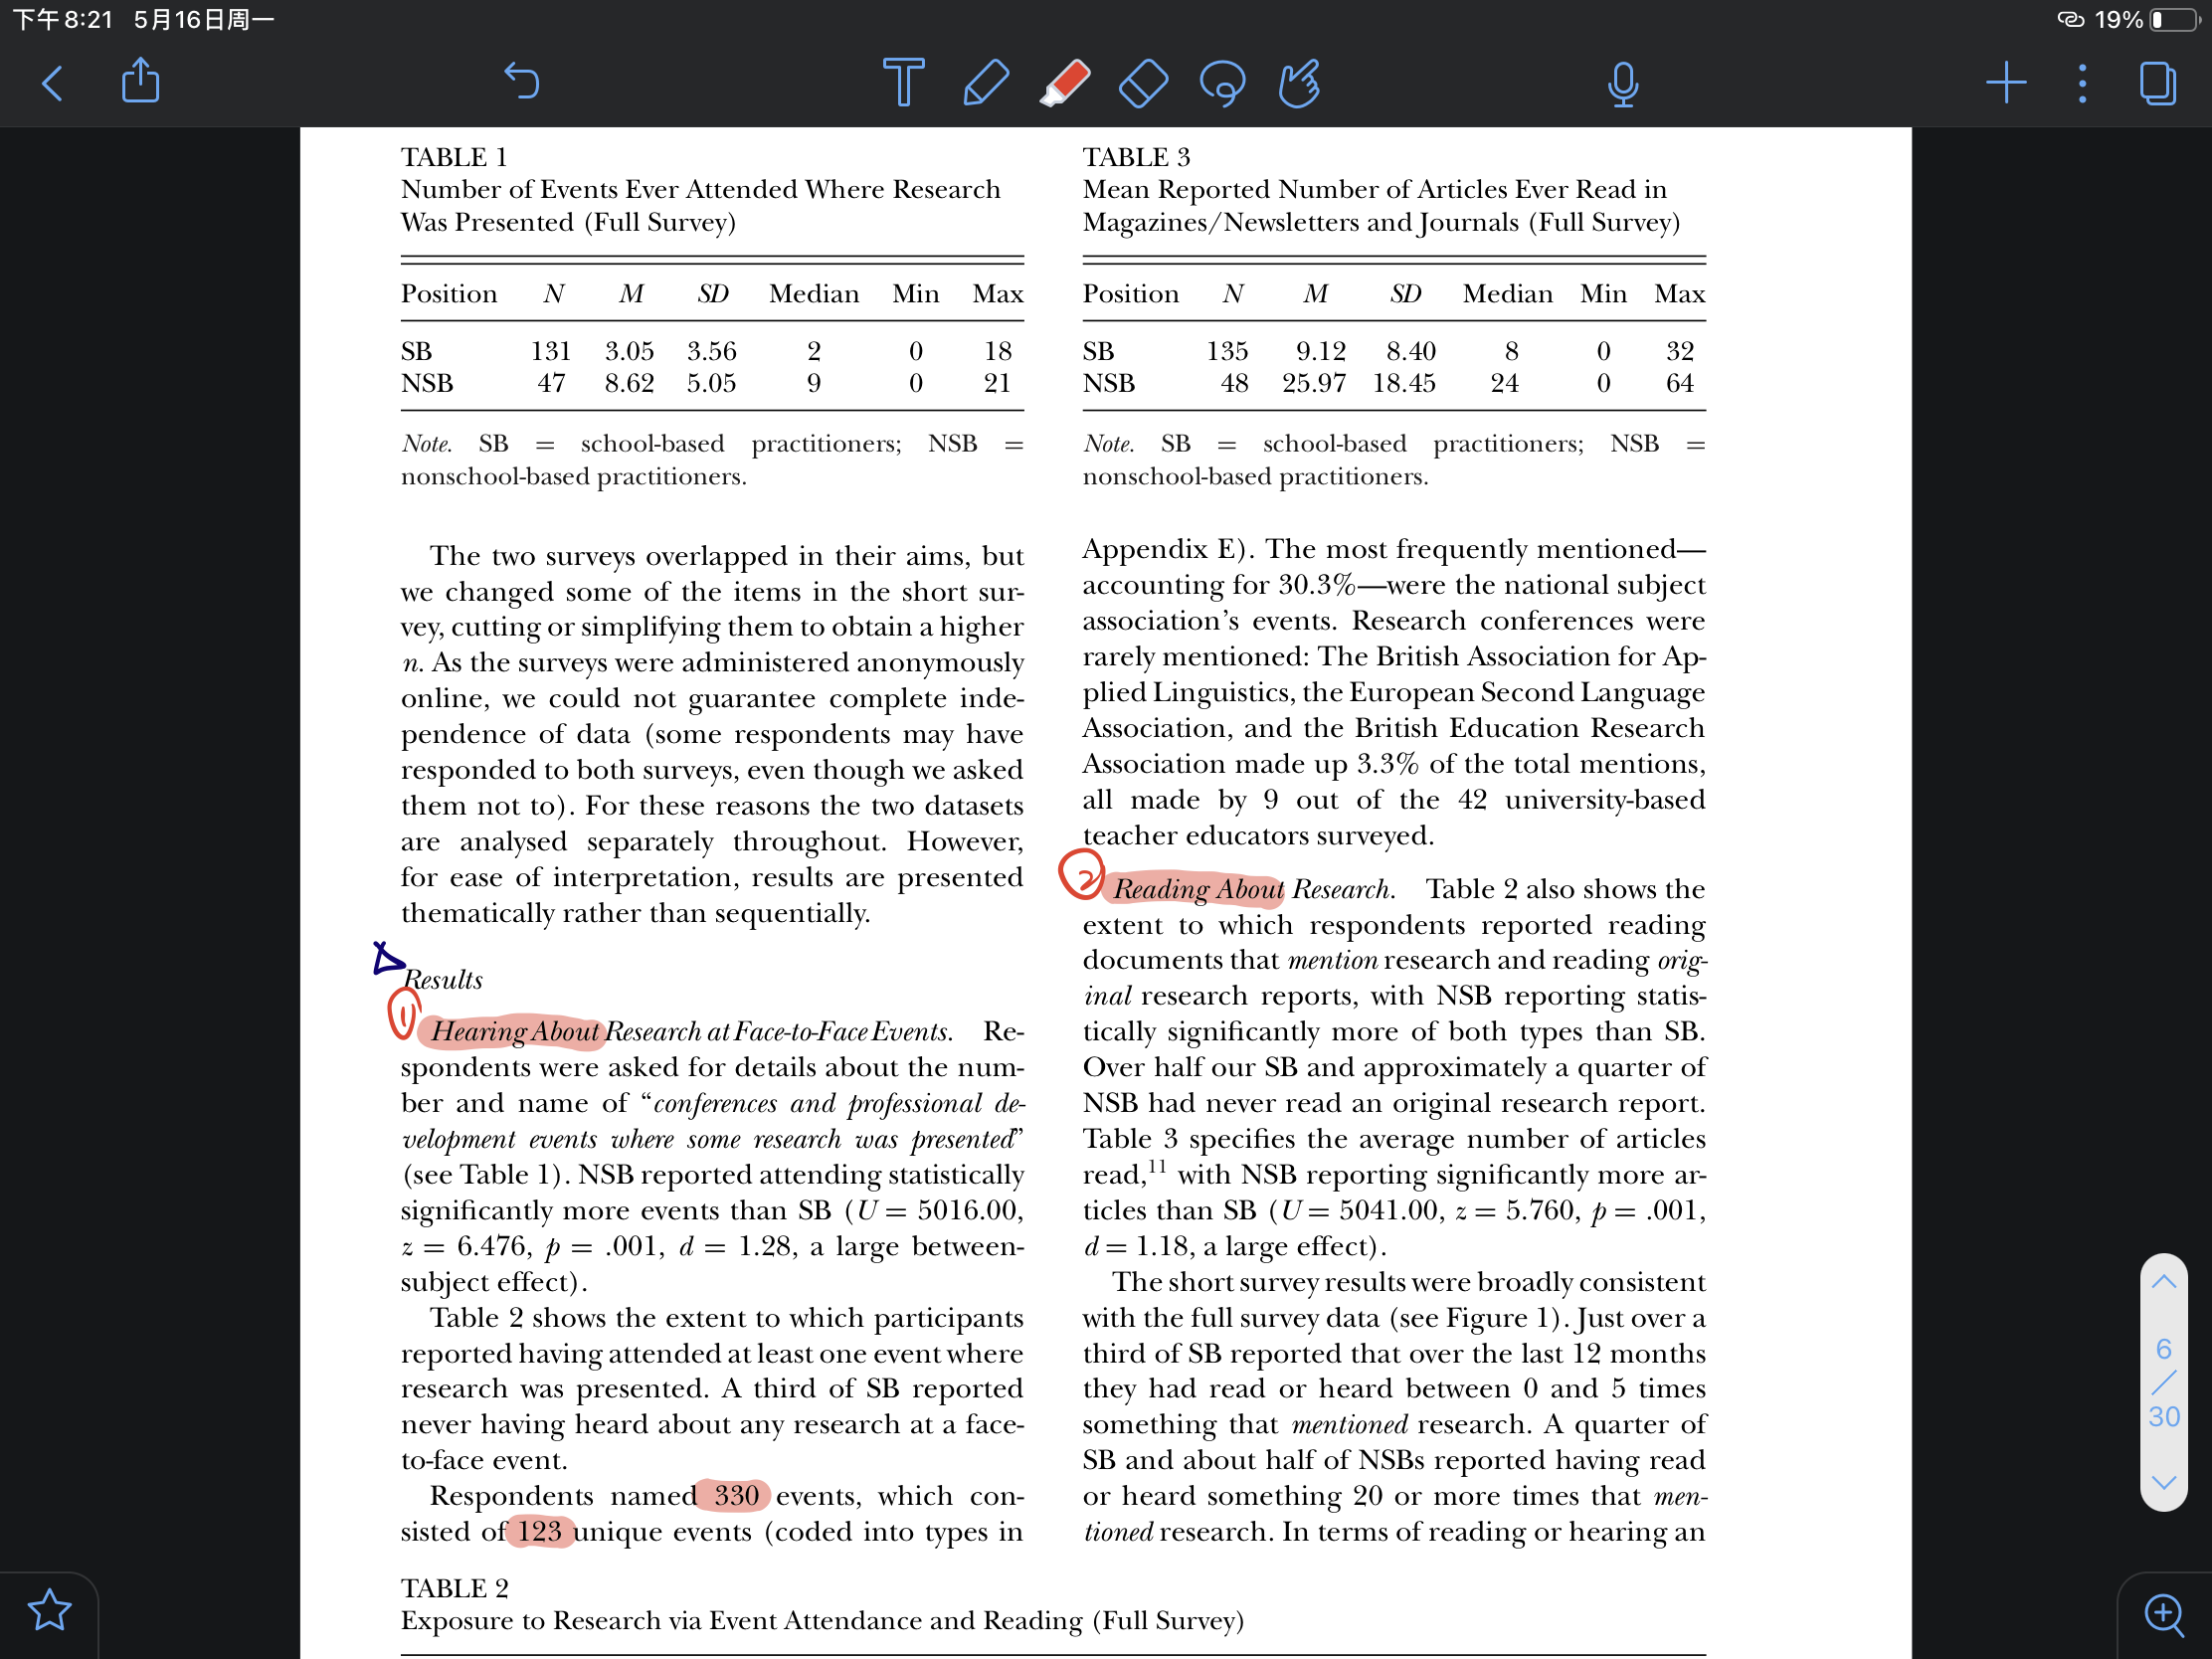 下午8:21 5月16日周一
19%
TABLE 1
Number of Events Ever Attended Where Research
Was Presented (Full Survey)
Position N M SD Median Min Max
SB 131 3.05 3.56 2 0 18
NSB 47 8.62 5.05 9 0 21
Note. SB = school-based practitioners; NSB =
nonschool-based practitioners.
The two surveys overlapped in their aims, but
we changed some of the items in the short sur-
vey, cutting or simplifying them to obtain a higher
n. As the surveys were administered anonymously
online, we could not guarantee complete inde-
pendence of data (some respondents may have
responded to both surveys, even though we asked
them not to). For these reasons the two datasets
are analysed separately throughout. However,
for ease of interpretation, results are presented
thematically rather than sequentially.
Results
1
Hearing About Research at Face-to-Face Events. Re-
spondents were asked for details about the num-
ber and name of “conferences and professional de-
velopment events where some research was presented”
(see Table 1). NSB reported attending statistically
significantly more events than SB (U = 5016.00,
z = 6.476, p = .001, d = 1.28, a large between-
subject effect).
Table 2 shows the extent to which participants
reported having attended at least one event where
research was presented. A third of SB reported
never having heard about any research at a face-
to-face event.
Respondents named 330 events, which con-
sisted of 123 unique events (coded into types in
TABLE 3
Mean Reported Number of Articles Ever Read in
Magazines/Newsletters and Journals (Full Survey)
Position N M SD Median Min Max
SB 135 9.12 8.40 8 0 32
NSB 48 25.97 18.45 24 0 64
Note. SB = school-based practitioners; NSB =
nonschool-based practitioners.
Appendix E). The most frequently mentioned—
accounting for 30.3%—were the national subject
association’s events. Research conferences were
rarely mentioned: The British Association for Ap-
plied Linguistics, the European Second Language
Association, and the British Education Research
Association made up 3.3% of the total mentions,
all made by 9 out of the 42 university-based
teacher educators surveyed.
2
Reading About Research. Table 2 also shows the
extent to which respondents reported reading
documents that mention research and reading orig-
inal research reports, with NSB reporting statis-
tically significantly more of both types than SB.
Over half our SB and approximately a quarter of
NSB had never read an original research report.
Table 3 specifies the average number of articles
read,11 with NSB reporting significantly more ar-
ticles than SB (U = 5041.00, z = 5.760, p = .001,
d = 1.18, a large effect).
The short survey results were broadly consistent
with the full survey data (see Figure 1). Just over a
third of SB reported that over the last 12 months
they had read or heard between 0 and 5 times
something that mentioned research. A quarter of
SB and about half of NSBs reported having read
or heard something 20 or more times that men-
tioned research. In terms of reading or hearing an
TABLE 2
Exposure to Research via Event Attendance and Reading (Full Survey)
6
/
30